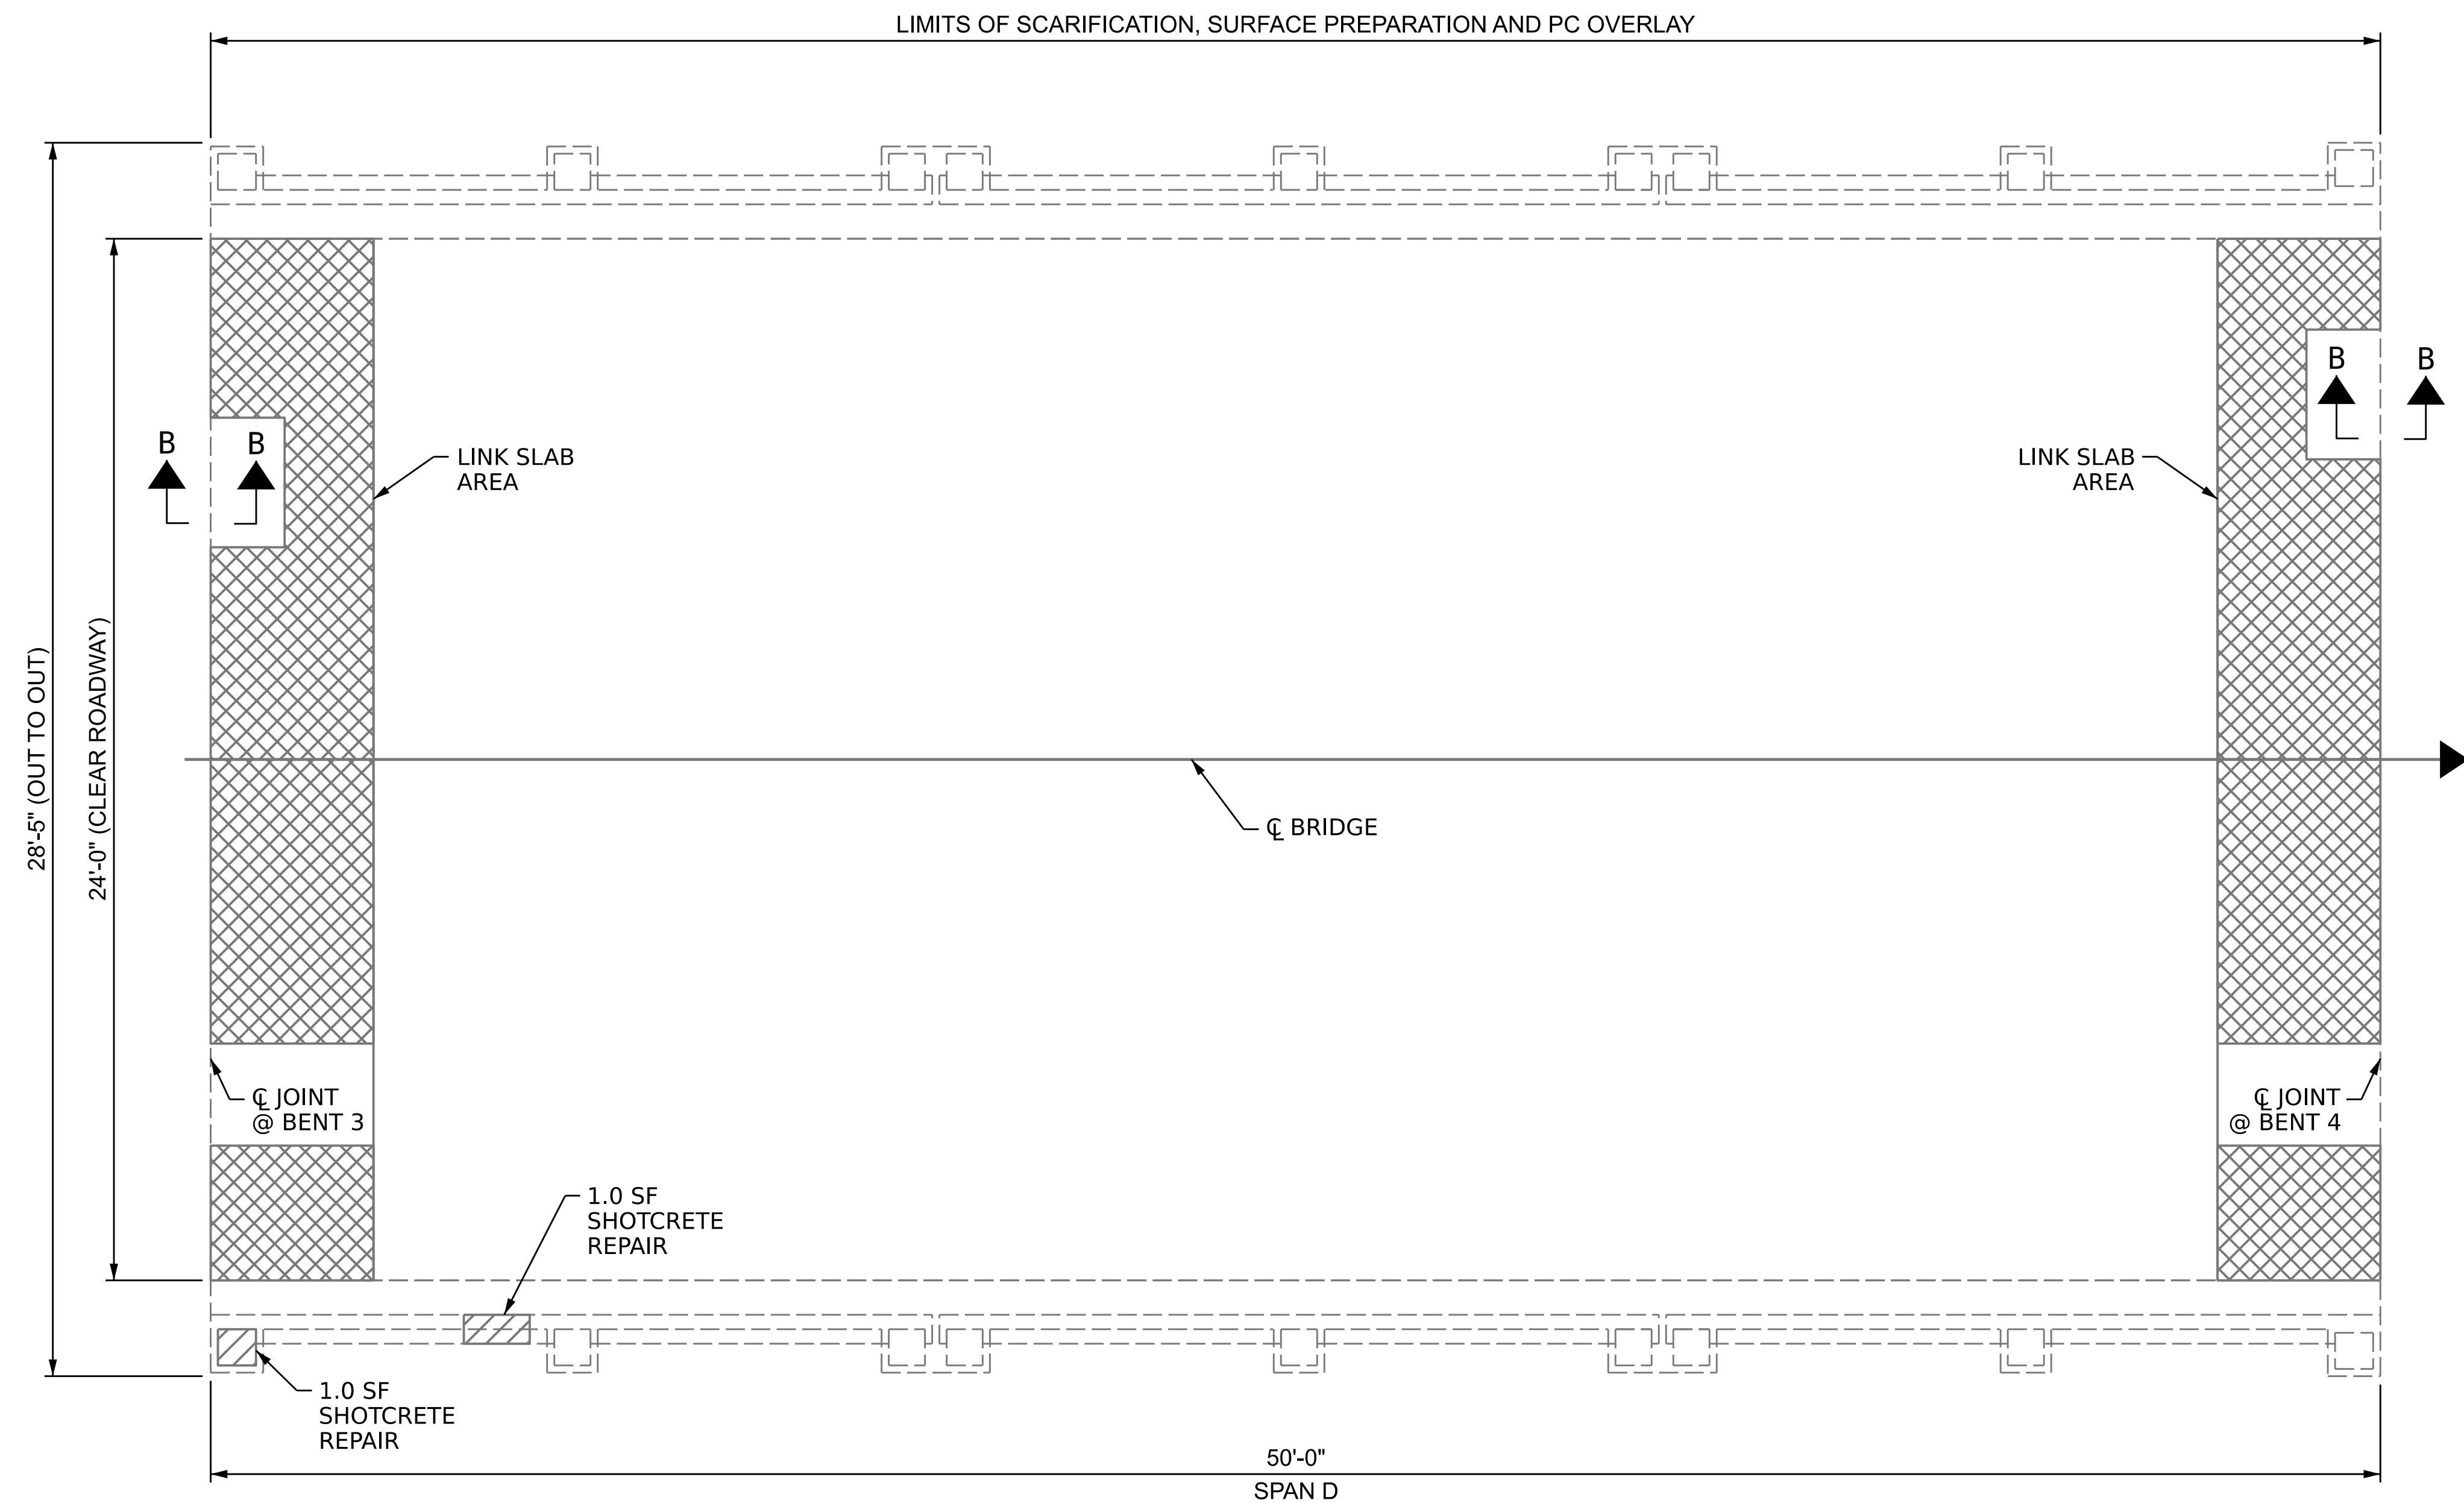 LIMITS OF SCARIFICATION, SURFACE PREPARATION AND PC OVERLAY
28'-5" (OUT TO OUT)
24'-0" (CLEAR ROADWAY)
B
B
LINK SLAB
AREA
LINK SLAB
AREA
B
B
℄ BRIDGE
℄ JOINT
@ BENT 3
℄ JOINT
@ BENT 4
1.0 SF
SHOTCRETE
REPAIR
1.0 SF
SHOTCRETE
REPAIR
50'-0"
SPAN D